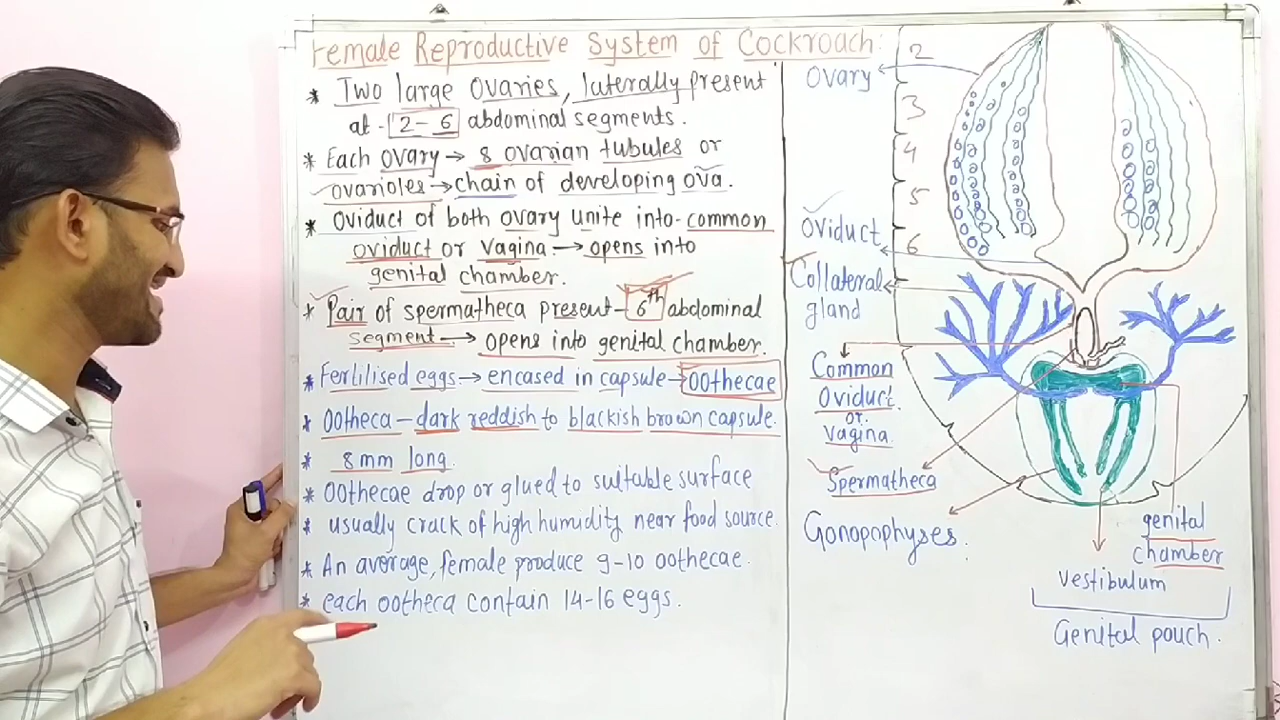 Female Reproductive System of Cockroach:
* Two large Ovaries, laterally present
at - 2-6 abdominal segments.
* Each ovary → 8 ovarian tubules or
ovarioles → chain of developing ova.
* Oviduct of both ovary unite into common
oviduct or vagina → opens into
genital chamber.
* Pair of spermatheca present - 6th abdominal
segment → opens into genital chamber.
* Fertilised eggs → encased in capsule → Oothecae
* Ootheca - dark reddish to blackish brown capsule.
* 8mm long.
* Oothecae drop or glued to suitable surface
* usually crack of high humidity near food source.
* An average, female produce 9-10 oothecae.
* each ootheca contain 14-16 eggs.
Ovary
2
3
4
5
6
Oviduct
Collateral
gland
Common
Oviduct
or
Vagina
Spermatheca
Gonopophyses.
genital
chamber
Vestibulum
Genital pouch.